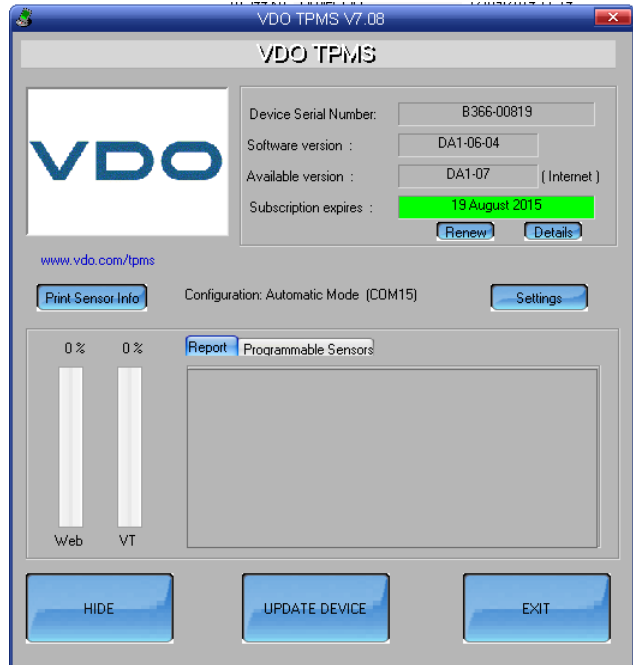 VDO TPMS V7.08
VDO TPMS
VDO
Device Serial Number: B366-00819
Software version : DA1-06-04
Available version : DA1-07 ( Internet )
Subscription expires : 19 August 2015
Renew Details
www.vdo.com/tpms
Print Sensor Info Configuration: Automatic Mode (COM15) Settings
0 % 0 % Report Programmable Sensors
Web VT
HIDE UPDATE DEVICE EXIT